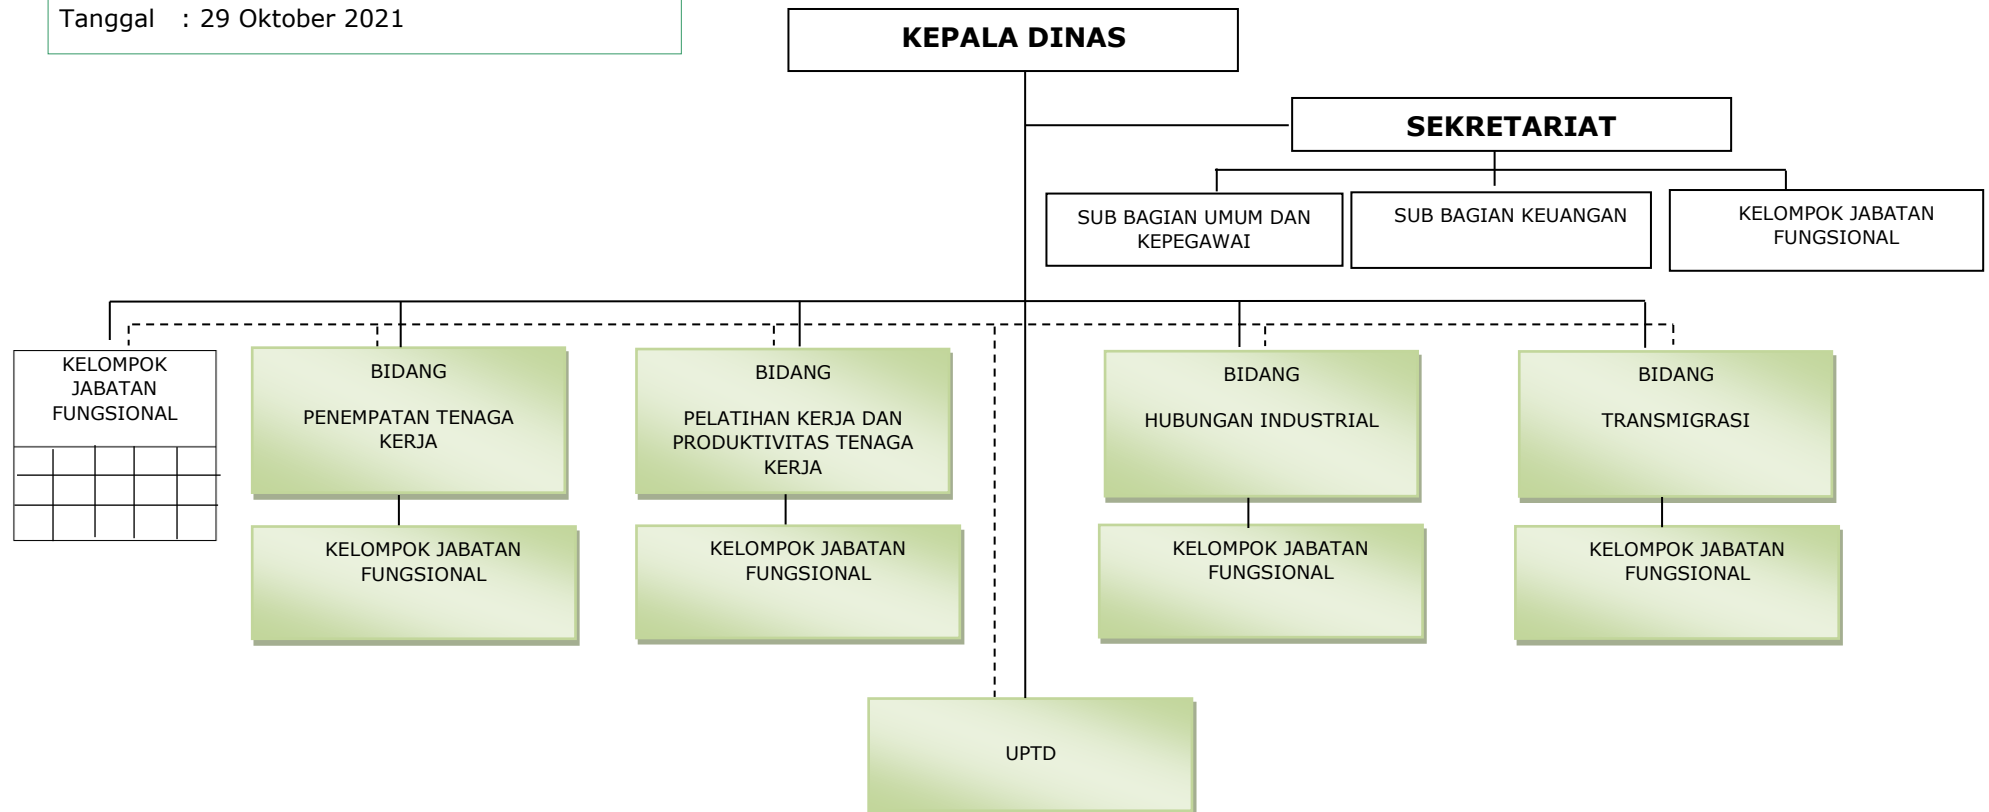 Tanggal : 29 Oktober 2021
KEPALA DINAS
SEKRETARIAT
SUB BAGIAN UMUM DAN
KEPEGAWAI
SUB BAGIAN KEUANGAN
KELOMPOK JABATAN
FUNGSIONAL
KELOMPOK
JABATAN
FUNGSIONAL
BIDANG
PENEMPATAN TENAGA
KERJA
BIDANG
PELATIHAN KERJA DAN
PRODUKTIVITAS TENAGA
KERJA
BIDANG
HUBUNGAN INDUSTRIAL
BIDANG
TRANSMIGRASI
KELOMPOK JABATAN
FUNGSIONAL
KELOMPOK JABATAN
FUNGSIONAL
KELOMPOK JABATAN
FUNGSIONAL
KELOMPOK JABATAN
FUNGSIONAL
UPTD